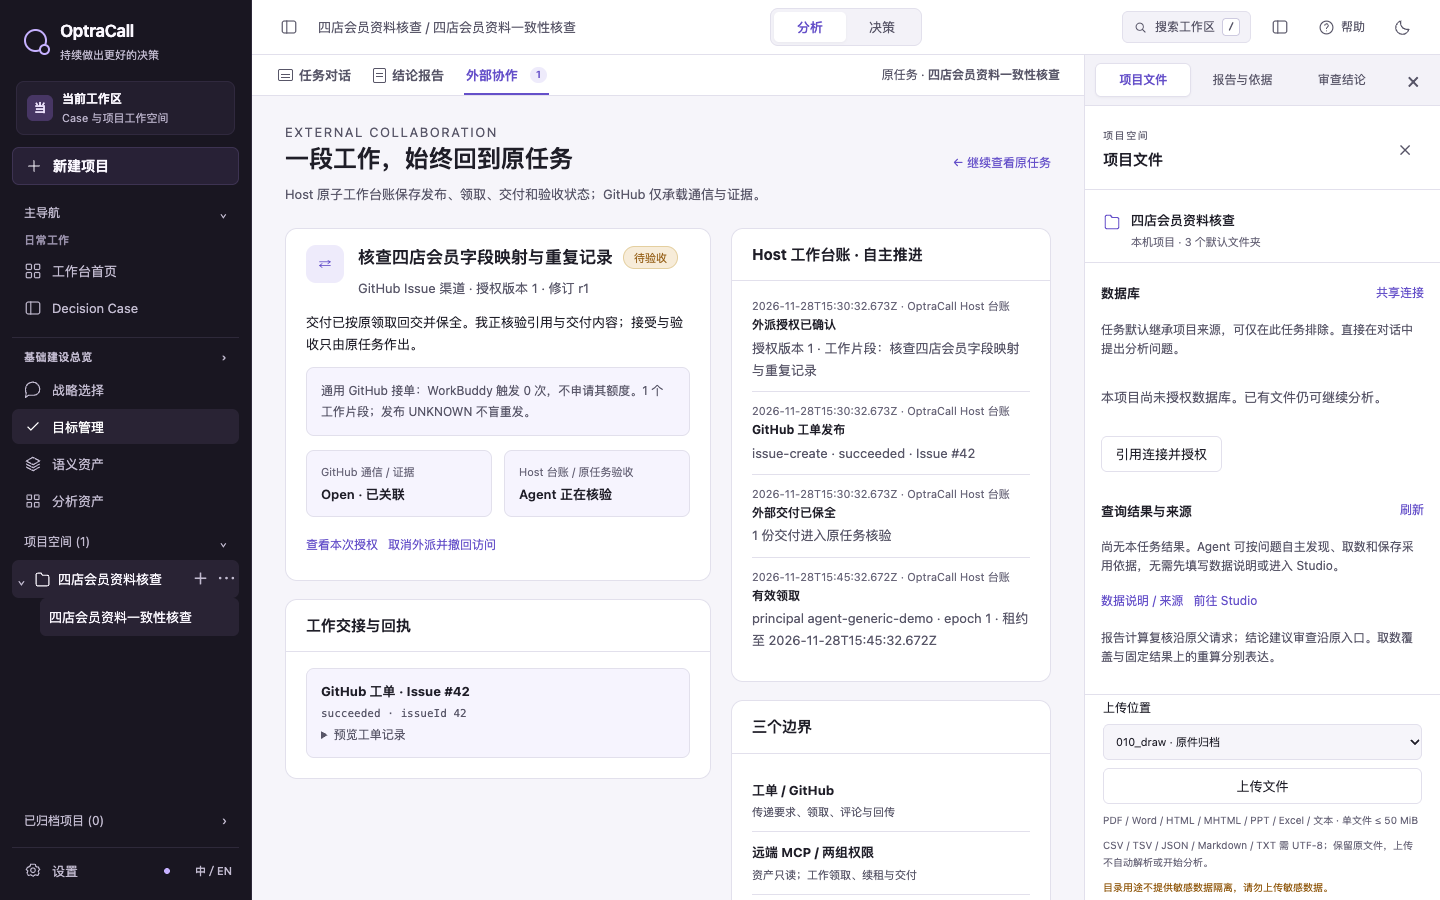 OptraCall
持续做出更好的决策
当
当前工作区
Case 与项目工作空间
新建项目
主导航
日常工作
工作台首页
Decision Case
基础建设总览
战略选择
目标管理
语义资产
分析资产
项目空间 (1)
四店会员资料核查
四店会员资料一致性核查
已归档项目 (0)
设置
中 / EN
四店会员资料核查 / 四店会员资料一致性核查
分析
决策
搜索工作区 /
帮助
任务对话
结论报告
外部协作 1
原任务 · 四店会员资料一致性核查
EXTERNAL COLLABORATION
一段工作，始终回到原任务
← 继续查看原任务
Host 原子工作台账保存发布、领取、交付和验收状态；GitHub 仅承载通信与证据。
核查四店会员字段映射与重复记录
待验收
GitHub Issue 渠道 · 授权版本 1 · 修订 r1
交付已按原领取回交并保全。我正核验引用与交付内容；接受与验
收只由原任务作出。
通用 GitHub 接单：WorkBuddy 触发 0 次，不申请其额度。1 个
工作片段；发布 UNKNOWN 不盲重发。
GitHub 通信 / 证据
Open · 已关联
Host 台账 / 原任务验收
Agent 正在核验
查看本次授权 取消外派并撤回访问
工作交接与回执
GitHub 工单 · Issue #42
succeeded · issueId 42
▶ 预览工单记录
Host 工作台账 · 自主推进
2026-11-28T15:30:32.673Z · OptraCall Host 台账
外派授权已确认
授权版本 1 · 工作片段：核查四店会员字段映射
与重复记录
2026-11-28T15:30:32.673Z · OptraCall Host 台账
GitHub 工单发布
issue-create · succeeded · Issue #42
2026-11-28T15:30:32.673Z · OptraCall Host 台账
外部交付已保全
1 份交付进入原任务核验
2026-11-28T15:45:32.672Z · OptraCall Host 台账
有效领取
principal agent-generic-demo · epoch 1 · 租约
至 2026-11-28T15:45:32.672Z
三个边界
工单 / GitHub
传递要求、领取、评论与回传
远端 MCP / 两组权限
资产只读；工作领取、续租与交付
项目文件
报告与依据
审查结论
项目空间
项目文件
四店会员资料核查
本机项目 · 3 个默认文件夹
数据库
共享连接
任务默认继承项目来源，可仅在此任务排除。直接在对话中
提出分析问题。
本项目尚未授权数据库。已有文件仍可继续分析。
引用连接并授权
查询结果与来源
刷新
尚无本任务结果。Agent 可按问题自主发现、取数和保存采
用依据，无需先填写数据说明或进入 Studio。
数据说明 / 来源 前往 Studio
报告计算复核沿原父请求；结论建议审查沿原入口。取数覆
盖与固定结果上的重算分别表达。
上传位置
010_draw · 原件归档
上传文件
PDF / Word / HTML / MHTML / PPT / Excel / 文本 · 单文件 ≤ 50 MiB
CSV / TSV / JSON / Markdown / TXT 需 UTF-8；保留原文件，上传
不自动解析或开始分析。
目录用途不提供敏感数据隔离，请勿上传敏感数据。